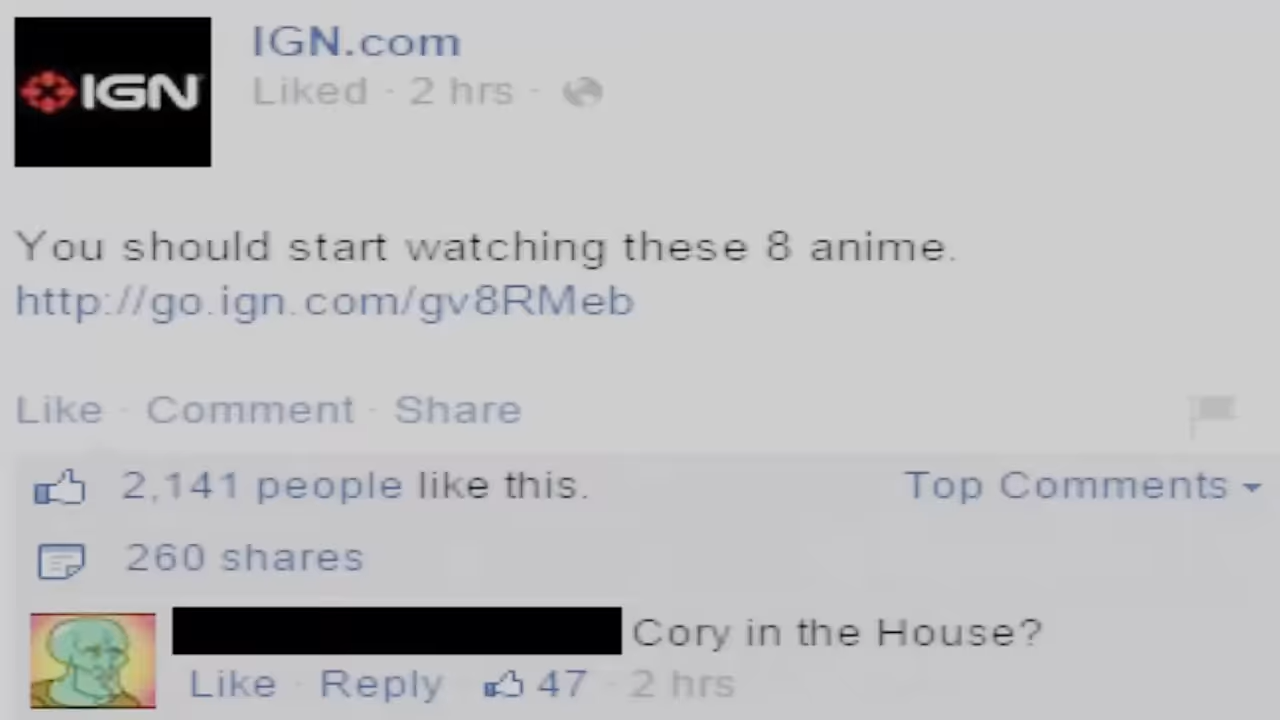 IGN
IGN.com
Liked · 2 hrs ·
You should start watching these 8 anime.
http://go.ign.com/gv8RMeb
Like · Comment · Share
2,141 people like this.
Top Comments
260 shares
Cory in the House?
Like · Reply · 47 · 2 hrs